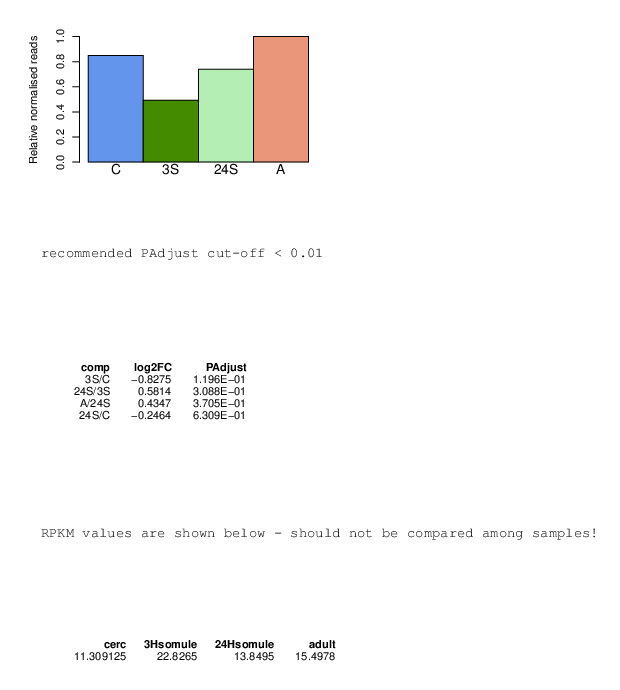 Relative normalised reads
1.0
0.8
0.6
0.4
0.2
0.0
C 3S 24S A
recommended PAdjust cut-off < 0.01
comp log2FC PAdjust
3S/C −0.8275 1.196E−01
24S/3S 0.5814 3.088E−01
A/24S 0.4347 3.705E−01
24S/C −0.2464 6.309E−01
RPKM values are shown below - should not be compared among samples!
cerc 3Hsomule 24Hsomule adult
11.309125 22.8265 13.8495 15.4978